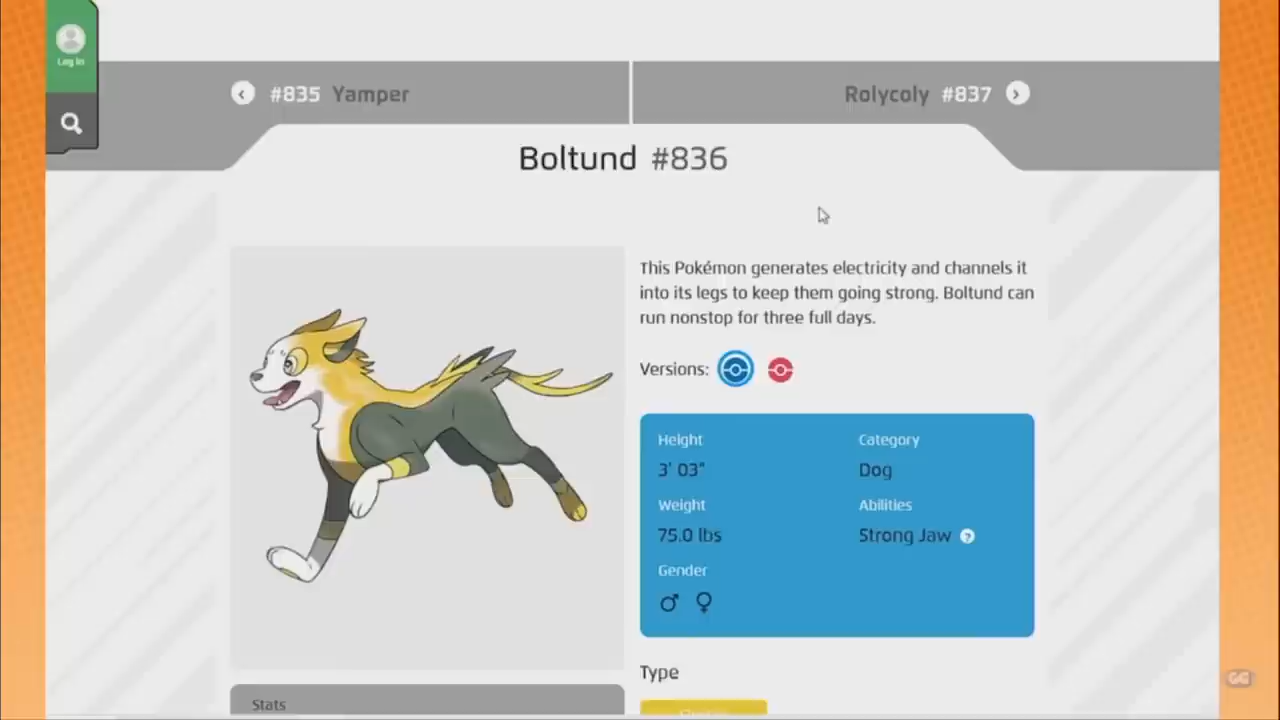 Log in
#835 Yamper
Rolycoly #837
Boltund #836
This Pokémon generates electricity and channels it
into its legs to keep them going strong. Boltund can
run nonstop for three full days.
Versions:
Height
3' 03"
Category
Dog
Weight
75.0 lbs
Abilities
Strong Jaw ?
Gender
Type
Stats
GG